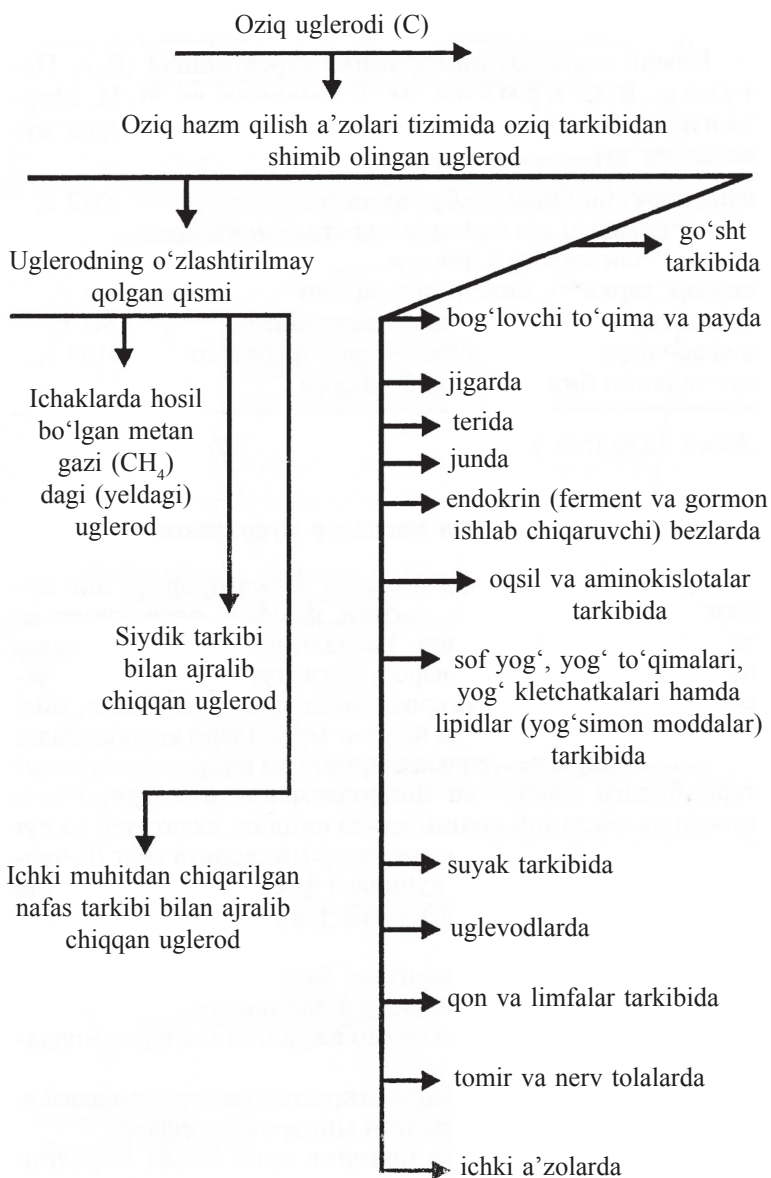 Oziq uglerodi (C)
Oziq hazm qilish a'zolari tizimida oziq tarkibidan
shimib olingan uglerod
Uglerodning o‘zlashtirilmay
qolgan qismi
Ichaklarda hosil
bo‘lgan metan
gazi (CH₄)
dagi (yeldagi)
uglerod
Siydik tarkibi
bilan ajralib
chiqqan uglerod
Ichki muhitdan chiqarilgan
nafas tarkibi bilan ajralib
chiqqan uglerod
go‘sht
tarkibida
bog‘lovchi to‘qima va payda
jigarda
terida
junda
endokrin (ferment va gormon
ishlab chiqaruvchi) bezlarda
oqsil va aminokislotalar
tarkibida
sof yog‘, yog‘ to‘qimalari,
yog‘ kletchatkalari hamda
lipidlar (yog‘simon moddalar)
tarkibida
suyak tarkibida
uglevodlarda
qon va limfalar tarkibida
tomir va nerv tolalarda
ichki a'zolarda